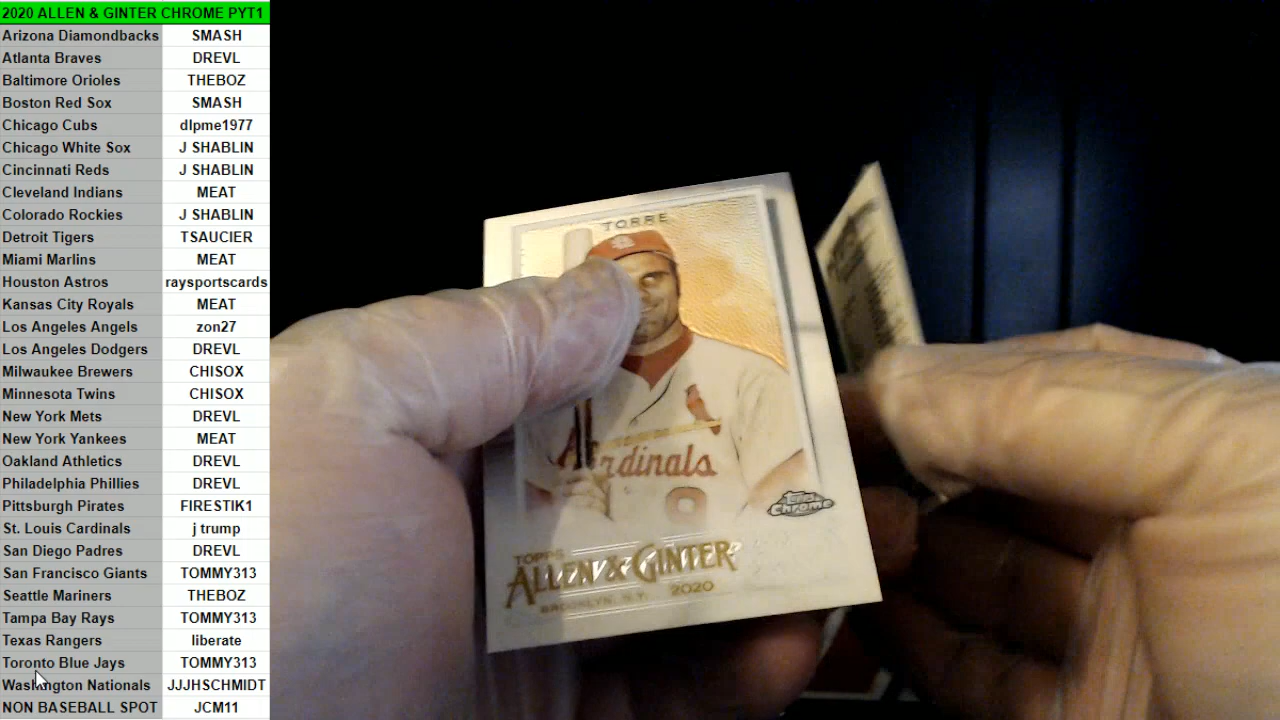 2020 ALLEN & GINTER CHROME PYT1
Arizona Diamondbacks SMASH
Atlanta Braves DREVL
Baltimore Orioles THEBOZ
Boston Red Sox SMASH
Chicago Cubs dlpme1977
Chicago White Sox J SHABLIN
Cincinnati Reds J SHABLIN
Cleveland Indians MEAT
Colorado Rockies J SHABLIN
Detroit Tigers TSAUCIER
Miami Marlins MEAT
Houston Astros raysportscards
Kansas City Royals MEAT
Los Angeles Angels zon27
Los Angeles Dodgers DREVL
Milwaukee Brewers CHISOX
Minnesota Twins CHISOX
New York Mets DREVL
New York Yankees MEAT
Oakland Athletics DREVL
Philadelphia Phillies DREVL
Pittsburgh Pirates FIRESTIK1
St. Louis Cardinals j trump
San Diego Padres DREVL
San Francisco Giants TOMMY313
Seattle Mariners THEBOZ
Tampa Bay Rays TOMMY313
Texas Rangers liberate
Toronto Blue Jays TOMMY313
Washington Nationals JJJHSCHMIDT
NON BASEBALL SPOT JCM11
TORRE
Cardinals
9
Topps
Chrome
TOPPS
ALLEN & GINTER
BROOKLYN, N.Y. 2020